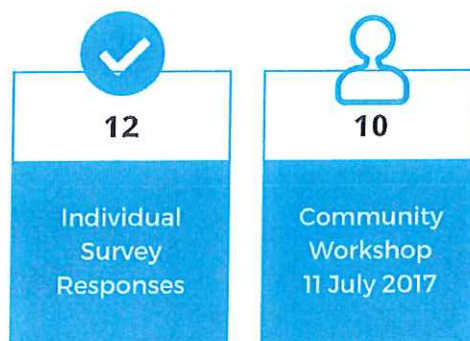 12
Individual
Survey
Responses
10
Community
Workshop
11 July 2017